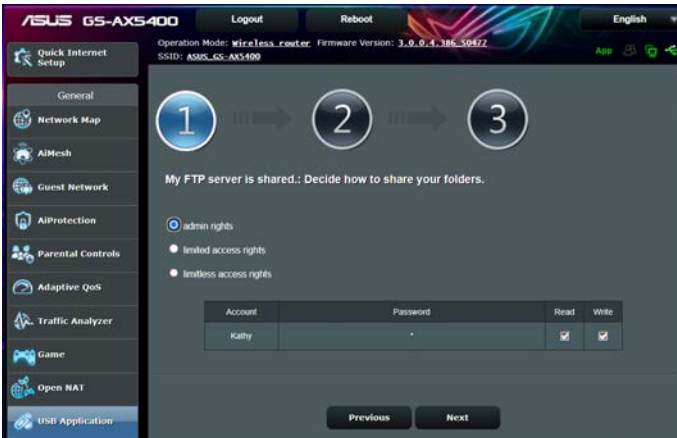 ASUS GS-AX5400 Logout Reboot English
Operation Mode: Wireless router Firmware Version: 3.0.0.4.386_50477
SSID: ASUS_GS-AX5400
App
Quick Internet
Setup
General
Network Map
AiMesh
Guest Network
AiProtection
Parental Controls
Adaptive QoS
Traffic Analyzer
Game
Open NAT
USB Application
1 2 3
My FTP server is shared.: Decide how to share your folders.
admin rights
limited access rights
limitless access rights
Account Password Read Write
Kathy *
Previous Next